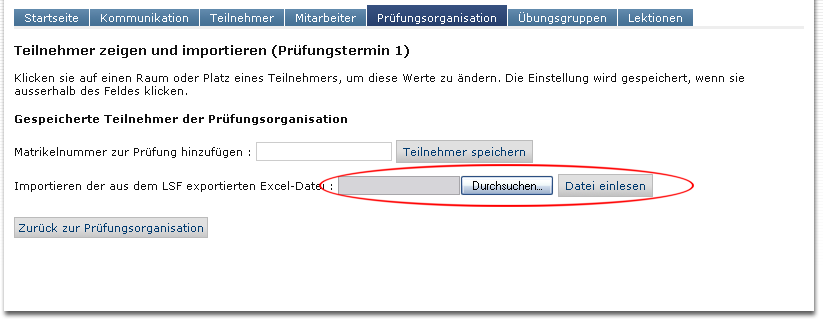 Startseite Kommunikation Teilnehmer Mitarbeiter Prüfungsorganisation Übungsgruppen Lektionen
Teilnehmer zeigen und importieren (Prüfungstermin 1)
Klicken sie auf einen Raum oder Platz eines Teilnehmers, um diese Werte zu ändern. Die Einstellung wird gespeichert, wenn sie
ausserhalb des Feldes klicken.
Gespeicherte Teilnehmer der Prüfungsorganisation
Matrikelnummer zur Prüfung hinzufügen : Teilnehmer speichern
Importieren der aus dem LSF exportierten Excel-Datei : Durchsuchen... Datei einlesen
Zurück zur Prüfungsorganisation